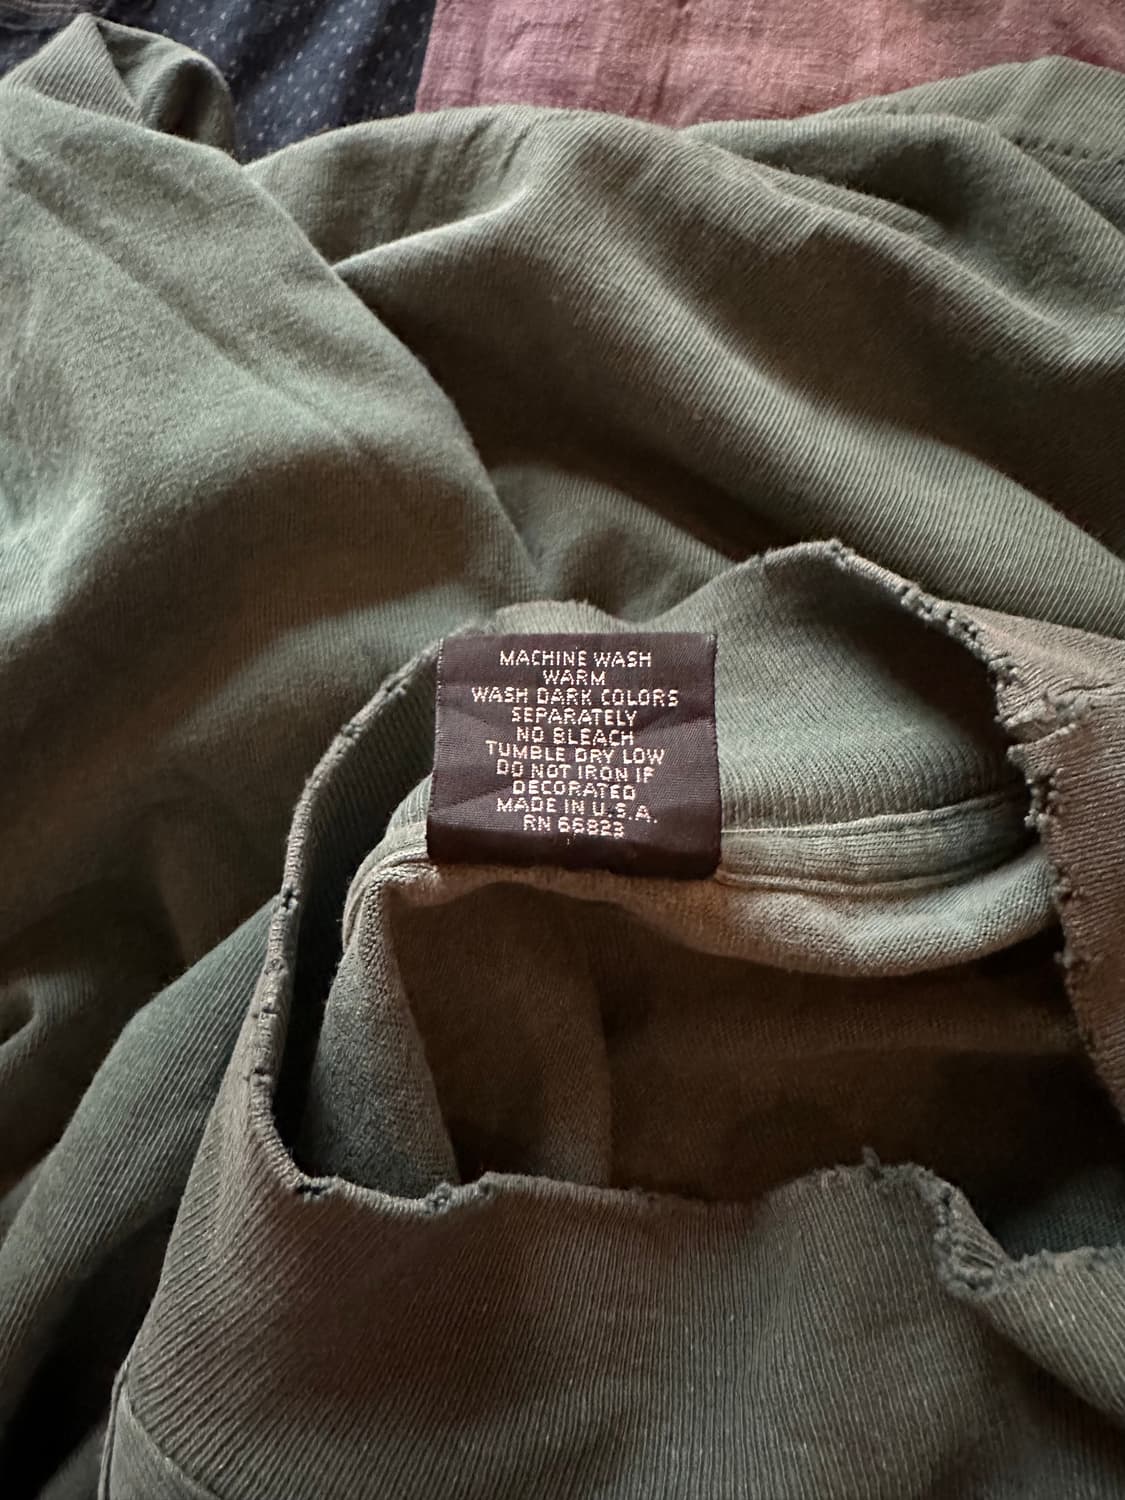 MACHINE WASH
WARM
WASH DARK COLORS
SEPARATELY
NO BLEACH
TUMBLE DRY LOW
DO NOT IRON IF
DECORATED
MADE IN U.S.A.
RN 66823